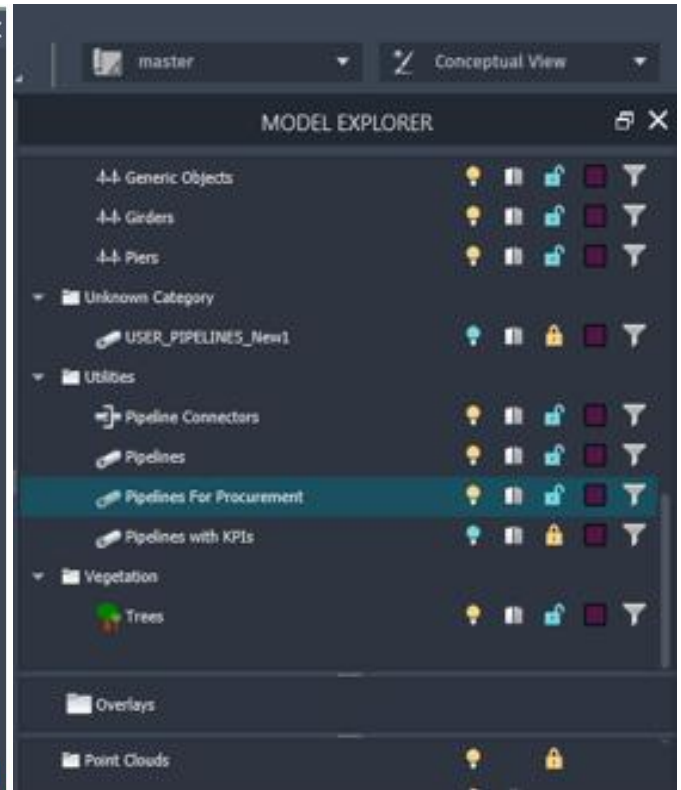 master
Conceptual View
MODEL EXPLORER
Generic Objects
Girders
Piers
Unknown Category
USER_PIPELINES_New1
Utilities
Pipeline Connectors
Pipelines
Pipelines For Procurement
Pipelines with KPIs
Vegetation
Trees
Overlays
Point Clouds